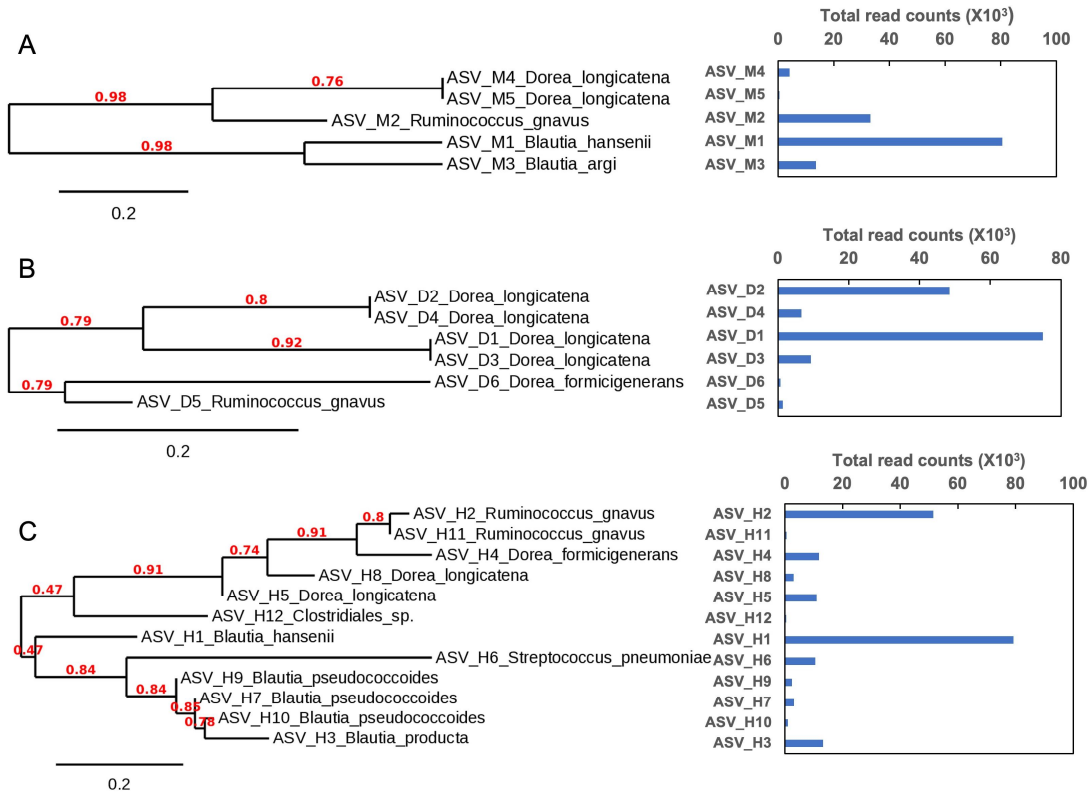 A
Total read counts (X10³)
0 20 40 60 80 100
0.98
0.76
ASV_M4_Dorea_longicatena
ASV_M5_Dorea_longicatena
ASV_M2_Ruminococcus_gnavus
0.98
ASV_M1_Blautia_hansenii
ASV_M3_Blautia_argi
0.2
ASV_M4
ASV_M5
ASV_M2
ASV_M1
ASV_M3
B
Total read counts (X10³)
0 20 40 60 80
0.79
0.8
ASV_D2_Dorea_longicatena
ASV_D4_Dorea_longicatena
0.92
ASV_D1_Dorea_longicatena
ASV_D3_Dorea_longicatena
0.79
ASV_D6_Dorea_formicigenerans
ASV_D5_Ruminococcus_gnavus
0.2
ASV_D2
ASV_D4
ASV_D1
ASV_D3
ASV_D6
ASV_D5
C
Total read counts (X10³)
0 20 40 60 80 100
0.8
ASV_H2_Ruminococcus_gnavus
0.91
ASV_H11_Ruminococcus_gnavus
0.74
ASV_H4_Dorea_formicigenerans
0.91
ASV_H8_Dorea_longicatena
0.47
ASV_H5_Dorea_longicatena
ASV_H12_Clostridiales_sp.
ASV_H1_Blautia_hansenii
0.47
ASV_H6_Streptococcus_pneumoniae
0.84
ASV_H9_Blautia_pseudococcoides
0.84
ASV_H7_Blautia_pseudococcoides
0.85
ASV_H10_Blautia_pseudococcoides
0.78
ASV_H3_Blautia_producta
0.2
ASV_H2
ASV_H11
ASV_H4
ASV_H8
ASV_H5
ASV_H12
ASV_H1
ASV_H6
ASV_H9
ASV_H7
ASV_H10
ASV_H3